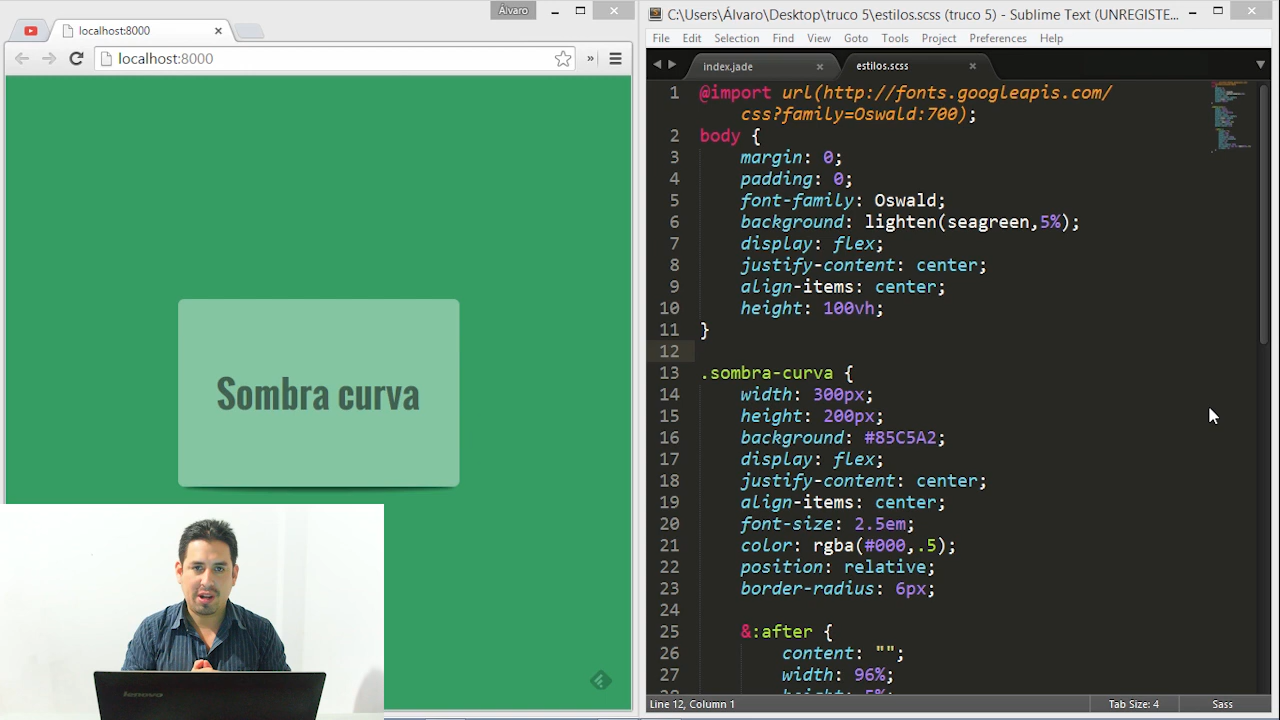 Álvaro
localhost:8000
localhost:8000
Sombra curva
lenovo
C:\Users\Álvaro\Desktop\truco 5\estilos.scss (truco 5) - Sublime Text (UNREGISTE...
File Edit Selection Find View Goto Tools Project Preferences Help
index.jade estilos.scss
1 @import url(http://fonts.googleapis.com/
css?family=Oswald:700);
2 body {
3 margin: 0;
4 padding: 0;
5 font-family: Oswald;
6 background: lighten(seagreen,5%);
7 display: flex;
8 justify-content: center;
9 align-items: center;
10 height: 100vh;
11 }
12
13 .sombra-curva {
14 width: 300px;
15 height: 200px;
16 background: #85C5A2;
17 display: flex;
18 justify-content: center;
19 align-items: center;
20 font-size: 2.5em;
21 color: rgba(#000,.5);
22 position: relative;
23 border-radius: 6px;
24
25 &:after {
26 content: "";
27 width: 96%;
28 height: 5%;
Line 12, Column 1 Tab Size: 4 Sass